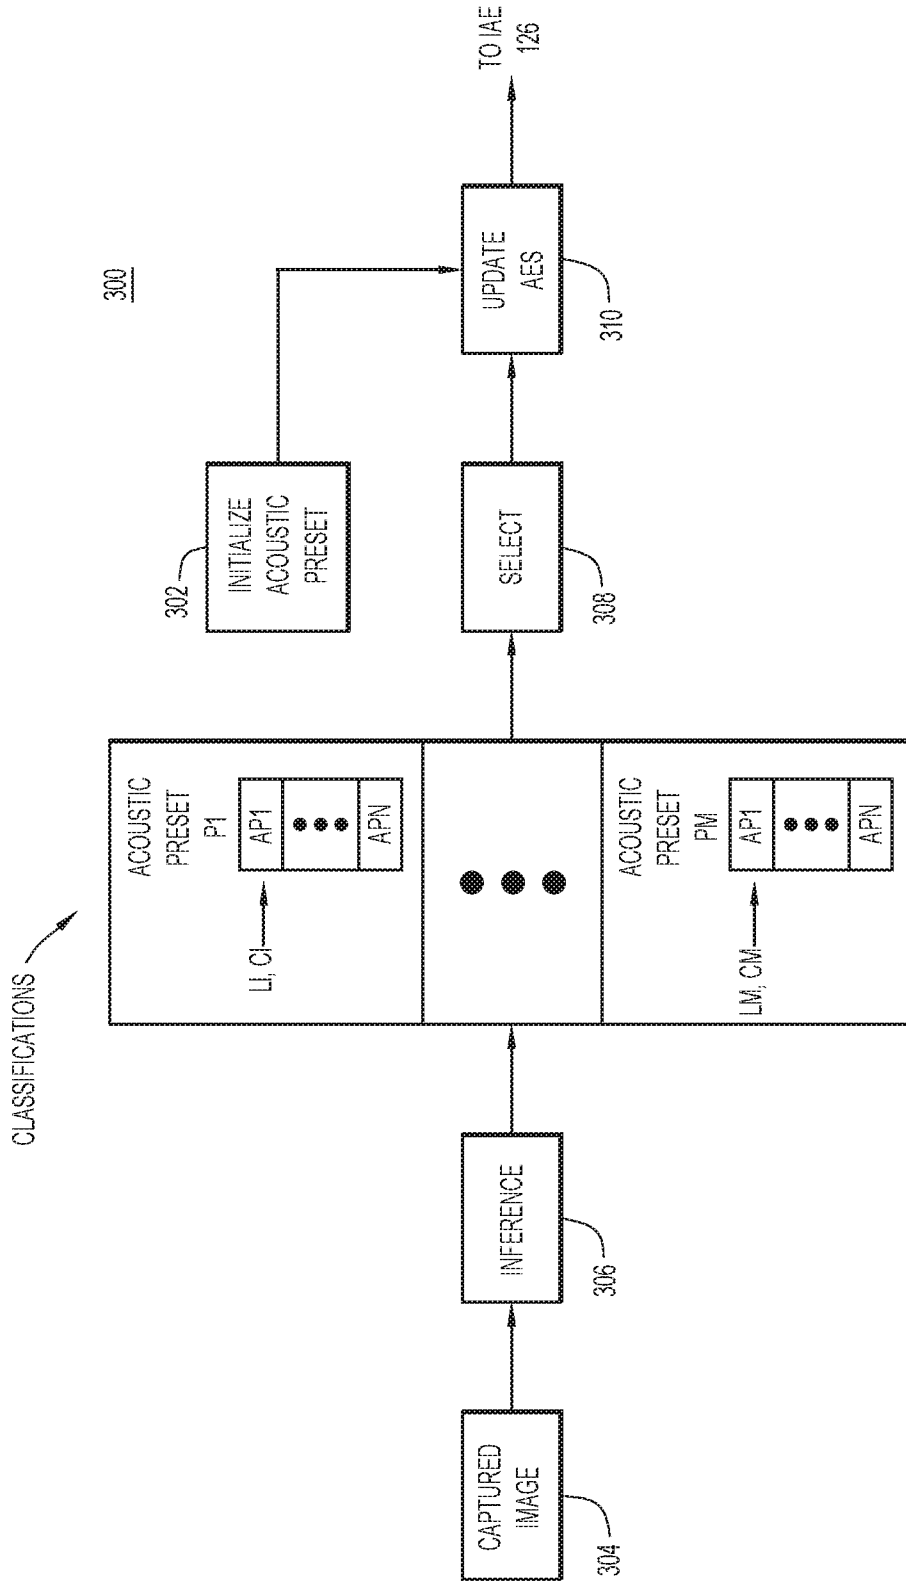 300
CLASSIFICATIONS
302
INITIALIZE
ACOUSTIC
PRESET
CAPTURED
IMAGE
304
INFERENCE
306
ACOUSTIC
PRESET
P1
LI, CI
AP1
APN
ACOUSTIC
PRESET
PM
LM, CM
AP1
APN
SELECT
308
UPDATE
AES
310
TO IAE
126